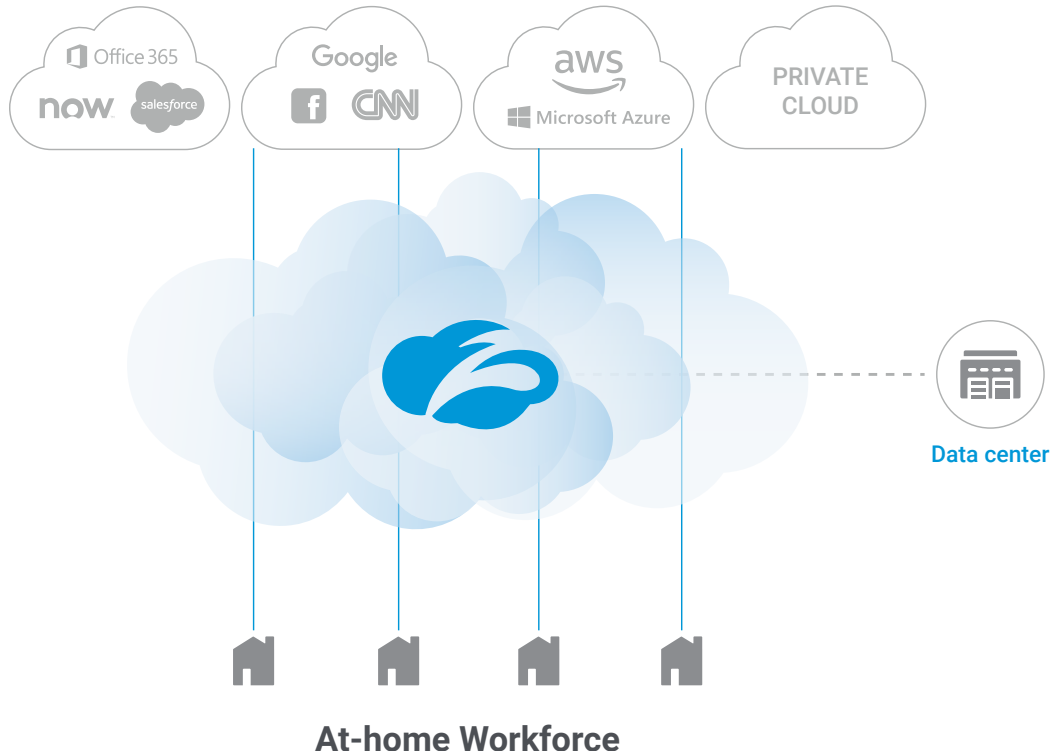 Office 365
now
salesforce
Google
f
CNN
aws
Microsoft Azure
PRIVATE
CLOUD
Data center
At-home Workforce